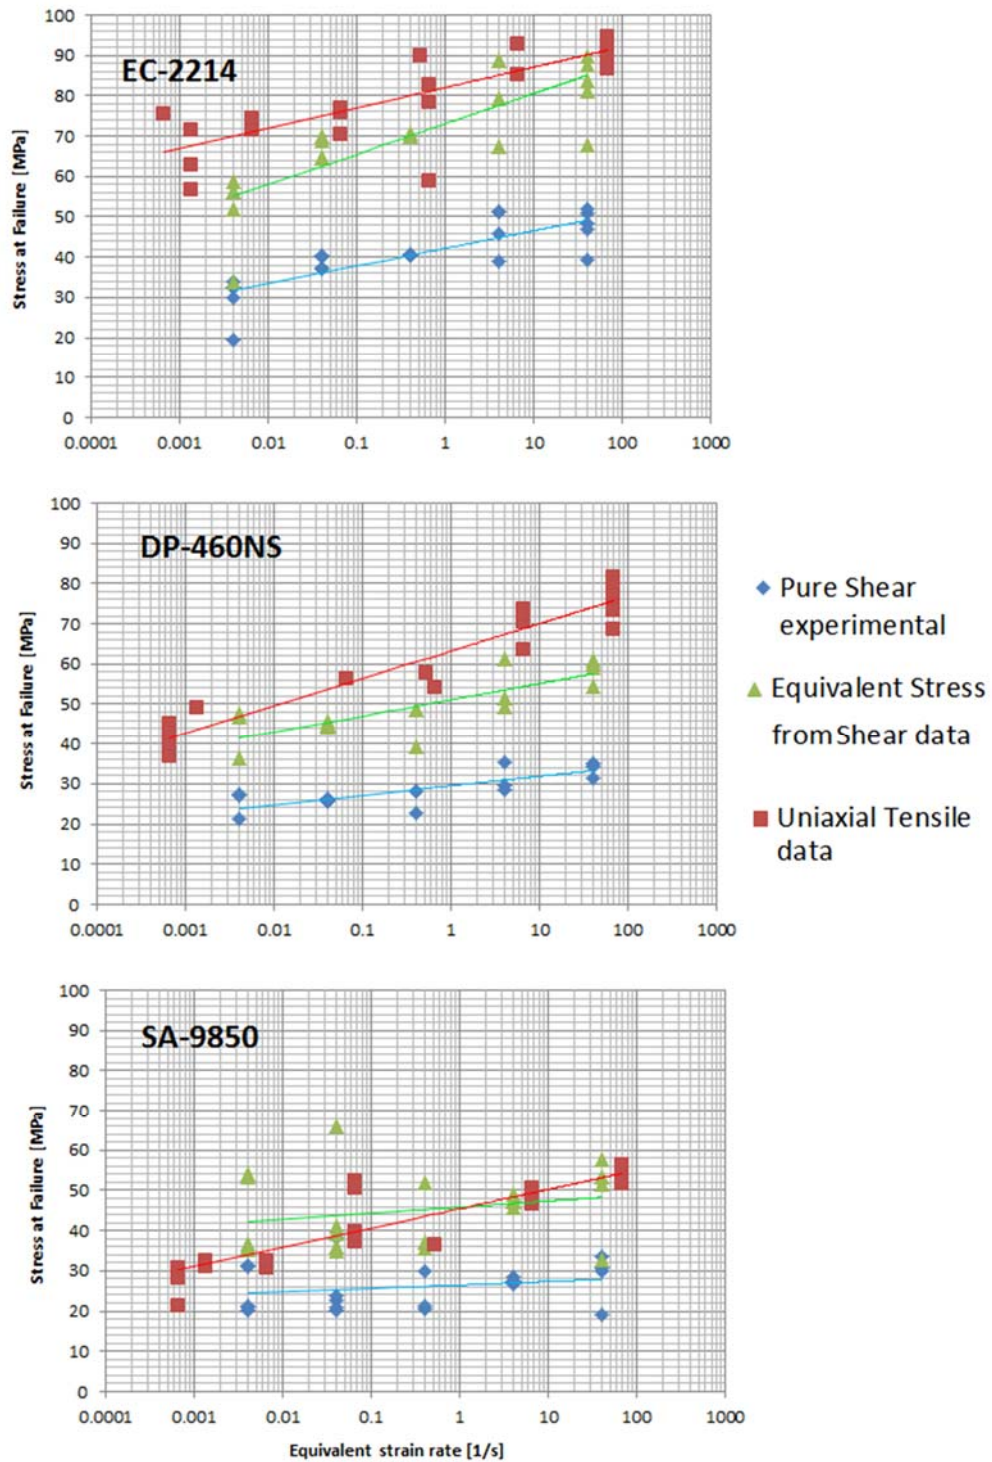 100
90
80
70
60
50
40
30
20
10
0
Stress at Failure [MPa]
EC-2214
0.0001 0.001 0.01 0.1 1 10 100 1000
100
90
80
70
60
50
40
30
20
10
0
Stress at Failure [MPa]
DP-460NS
0.0001 0.001 0.01 0.1 1 10 100 1000
Pure Shear
experimental
Equivalent Stress
from Shear data
Uniaxial Tensile
data
100
90
80
70
60
50
40
30
20
10
0
Stress at Failure [MPa]
SA-9850
0.0001 0.001 0.01 0.1 1 10 100 1000
Equivalent strain rate [1/s]